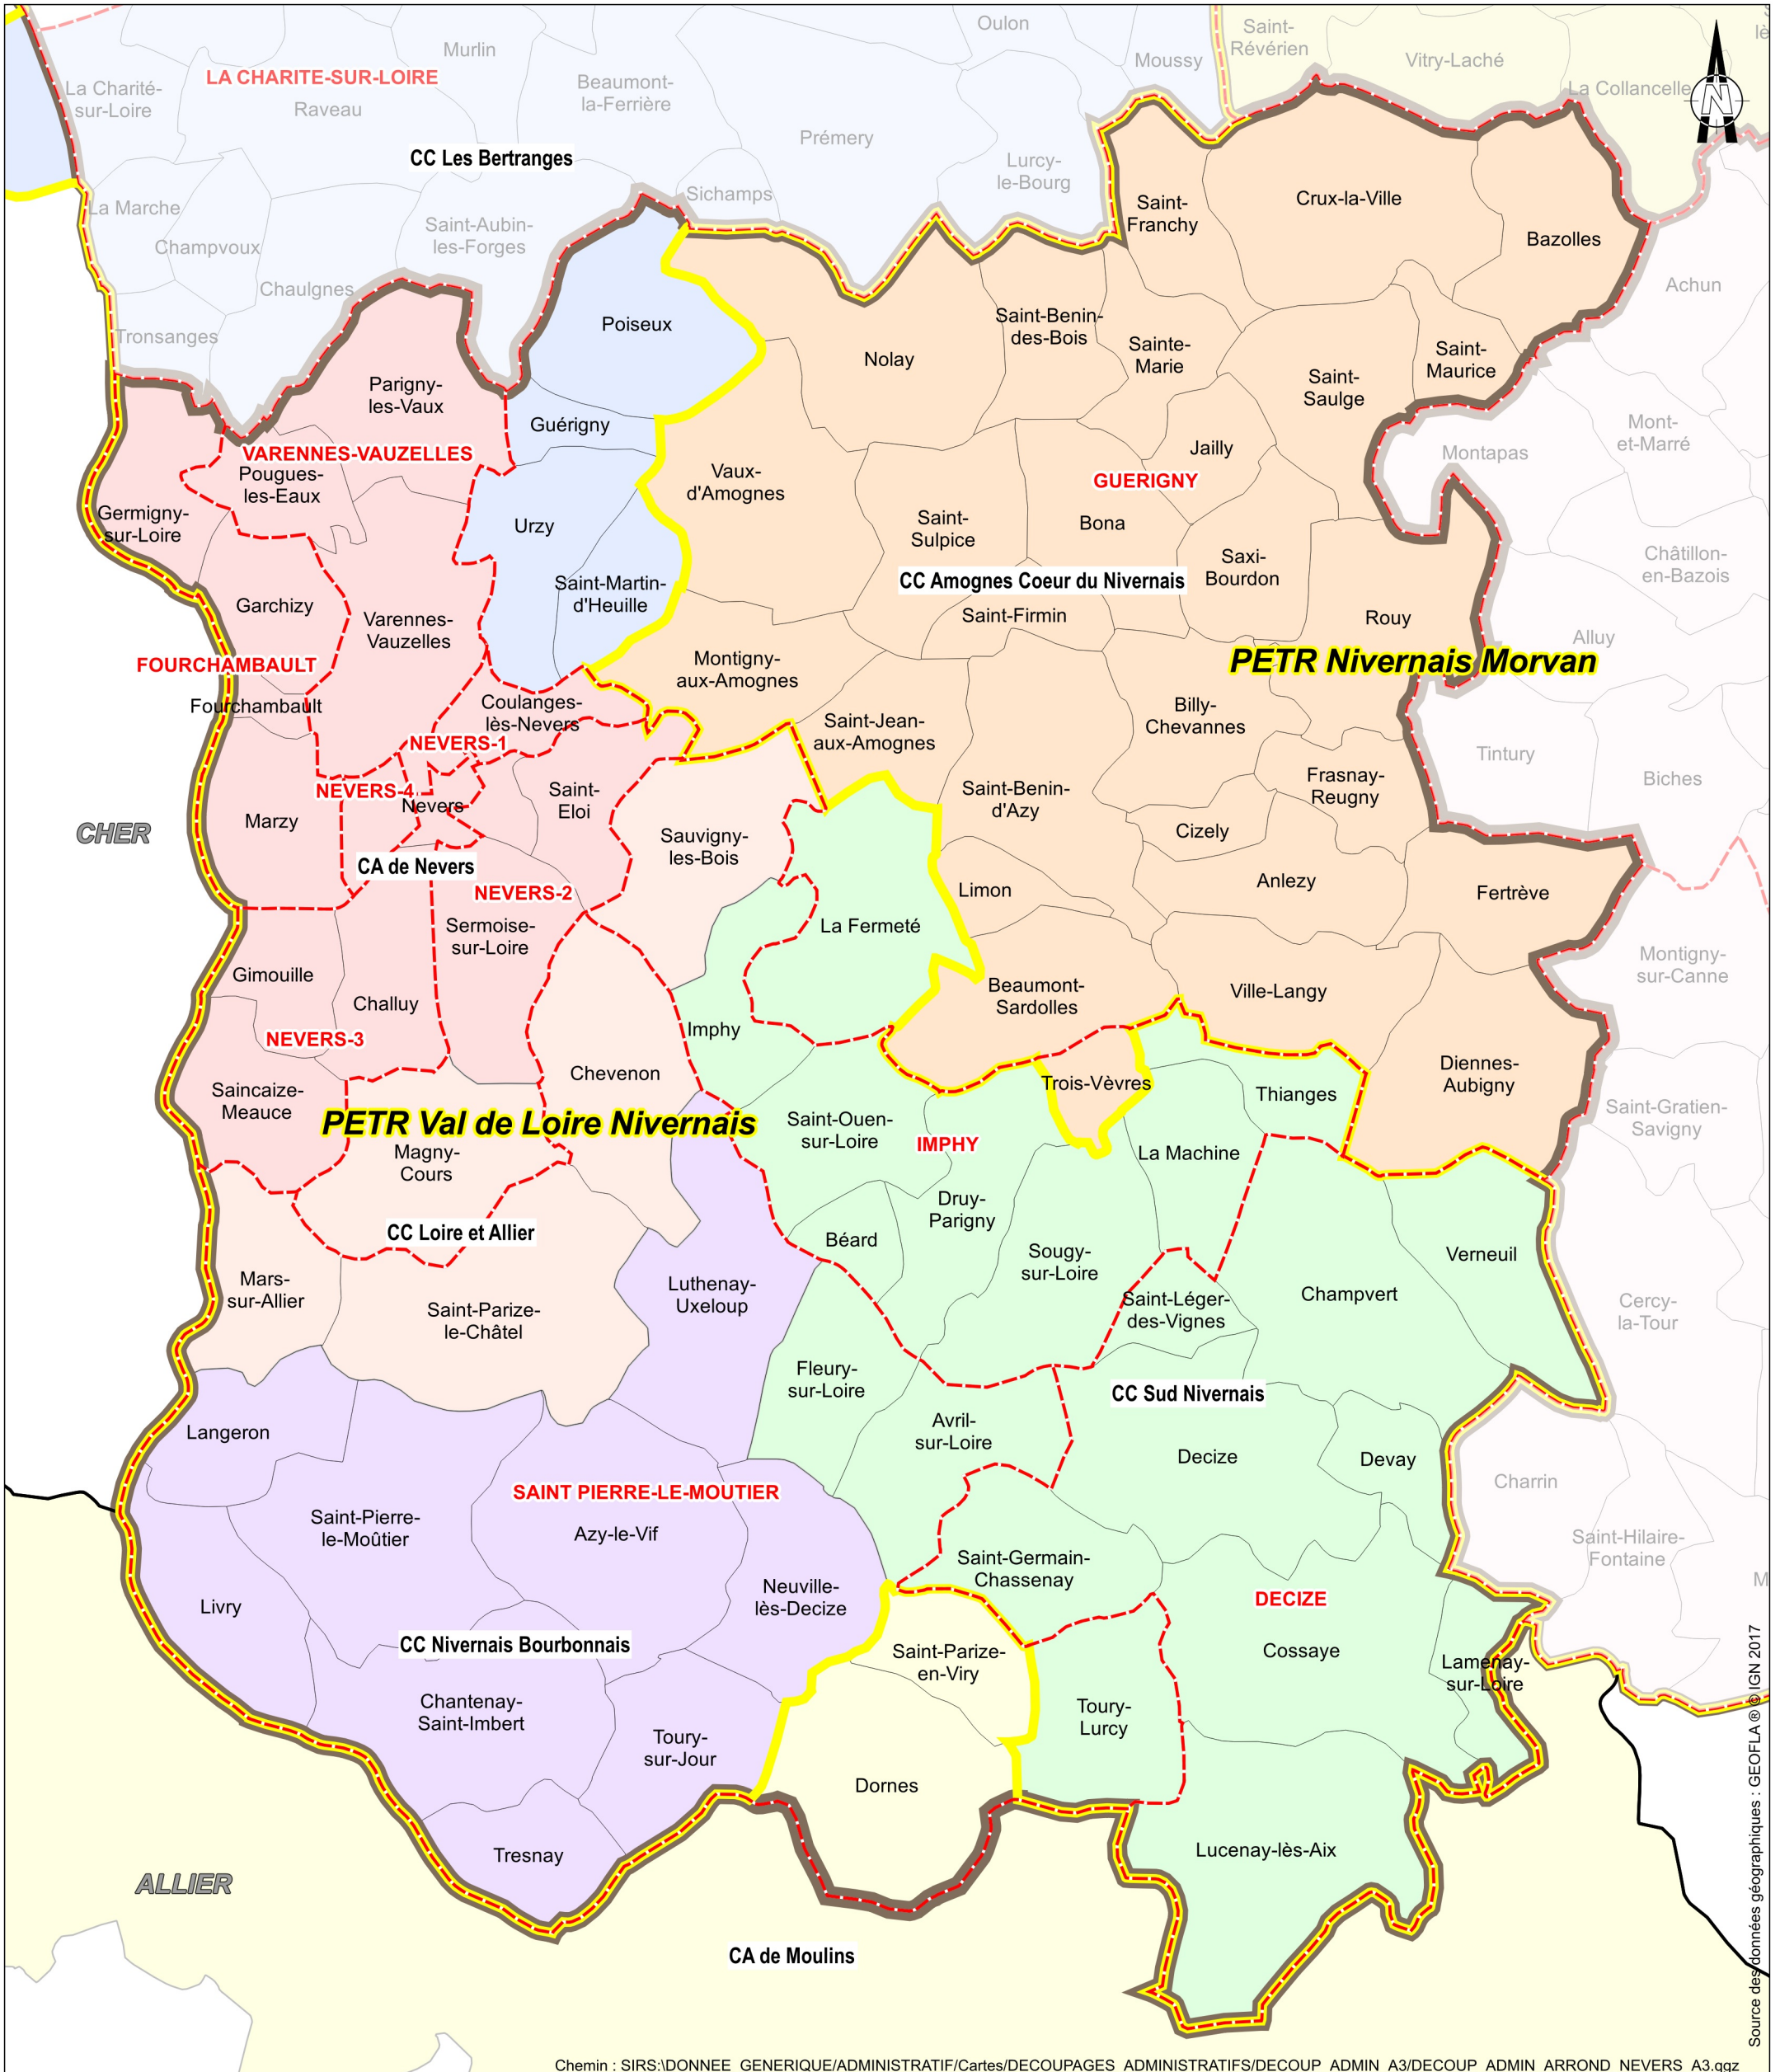 Oulon
Saint-
Révérien
Murlin
Moussy
Vitry-Laché
LA CHARITE-SUR-LOIRE
La Charité-
sur-Loire
Raveau
Beaumont-
la-Ferrière
La Collancelle
N
Prémery
CC Les Bertranges
Lurcy-
le-Bourg
Sichamps
La Marche
Saint-
Franchy
Crux-la-Ville
Bazolles
Champvoux
Saint-Aubin-
les-Forges
Chaulgnes
Achun
Tronsanges
Poiseux
Saint-Benin-
des-Bois
Nolay
Sainte-
Marie
Saint-
Maurice
Parigny-
les-Vaux
Saint-
Saulge
Guérigny
Mont-
et-Marré
VARENNES-VAUZELLES
Jailly
Montapas
Pougues-
les-Eaux
Vaux-
d'Amognes
GUERIGNY
Germigny-
sur-Loire
Urzy
Saint-
Sulpice
Bona
Saxi-
Bourdon
Châtillon-
en-Bazois
Saint-Martin-
d'Heuille
CC Amognes Coeur du Nivernais
Garchizy
Varennes-
Vauzelles
Saint-Firmin
Rouy
Alluy
FOURCHAMBAULT
Montigny-
aux-Amognes
PETR Nivernais Morvan
Fourchambault
Coulanges-
lès-Nevers
Saint-Jean-
aux-Amognes
Billy-
Chevannes
NEVERS-1
Tintury
Biches
NEVERS-4
Nevers
Saint-
Eloi
Saint-Benin-
d'Azy
Frasnay-
Reugny
Marzy
CHER
Sauvigny-
les-Bois
Cizely
CA de Nevers
NEVERS-2
Limon
Anlezy
Fertrève
Sermoise-
sur-Loire
La Fermeté
Gimouille
Challuy
Montigny-
sur-Canne
Beaumont-
Sardolles
Ville-Langy
Imphy
NEVERS-3
Chevenon
Diennes-
Aubigny
Saincaize-
Meauce
Trois-Vèvres
Thianges
PETR Val de Loire Nivernais
Saint-Ouen-
sur-Loire
IMPHY
La Machine
Saint-Gratien-
Savigny
Magny-
Cours
Druy-
Parigny
CC Loire et Allier
Béard
Sougy-
sur-Loire
Verneuil
Mars-
sur-Allier
Luthenay-
Uxeloup
Champvert
Saint-Parize-
le-Châtel
Saint-Léger-
des-Vignes
Cercy-
la-Tour
Fleury-
sur-Loire
CC Sud Nivernais
Langeron
Avril-
sur-Loire
Decize
Devay
Charrin
SAINT PIERRE-LE-MOUTIER
Saint-Pierre-
le-Moûtier
Azy-le-Vif
Saint-Hilaire-
Fontaine
Saint-Germain-
Chassenay
Livry
Neuville-
lès-Decize
DECIZE
CC Nivernais Bourbonnais
Saint-Parize-
en-Viry
Cossaye
Lamenay-
sur-Loire
Chantenay-
Saint-Imbert
Toury-
Lurcy
Toury-
sur-Jour
Dornes
Tresnay
Lucenay-lès-Aix
ALLIER
CA de Moulins
Source des données géographiques : GEOFLA ® © IGN 2017
Chemin : SIRS:\DONNEE_GENERIQUE/ADMINISTRATIF/Cartes/DECOUPAGES_ADMINISTRATIFS/DECOUP_ADMIN_A3/DECOUP_ADMIN_ARROND_NEVERS_A3.qgz